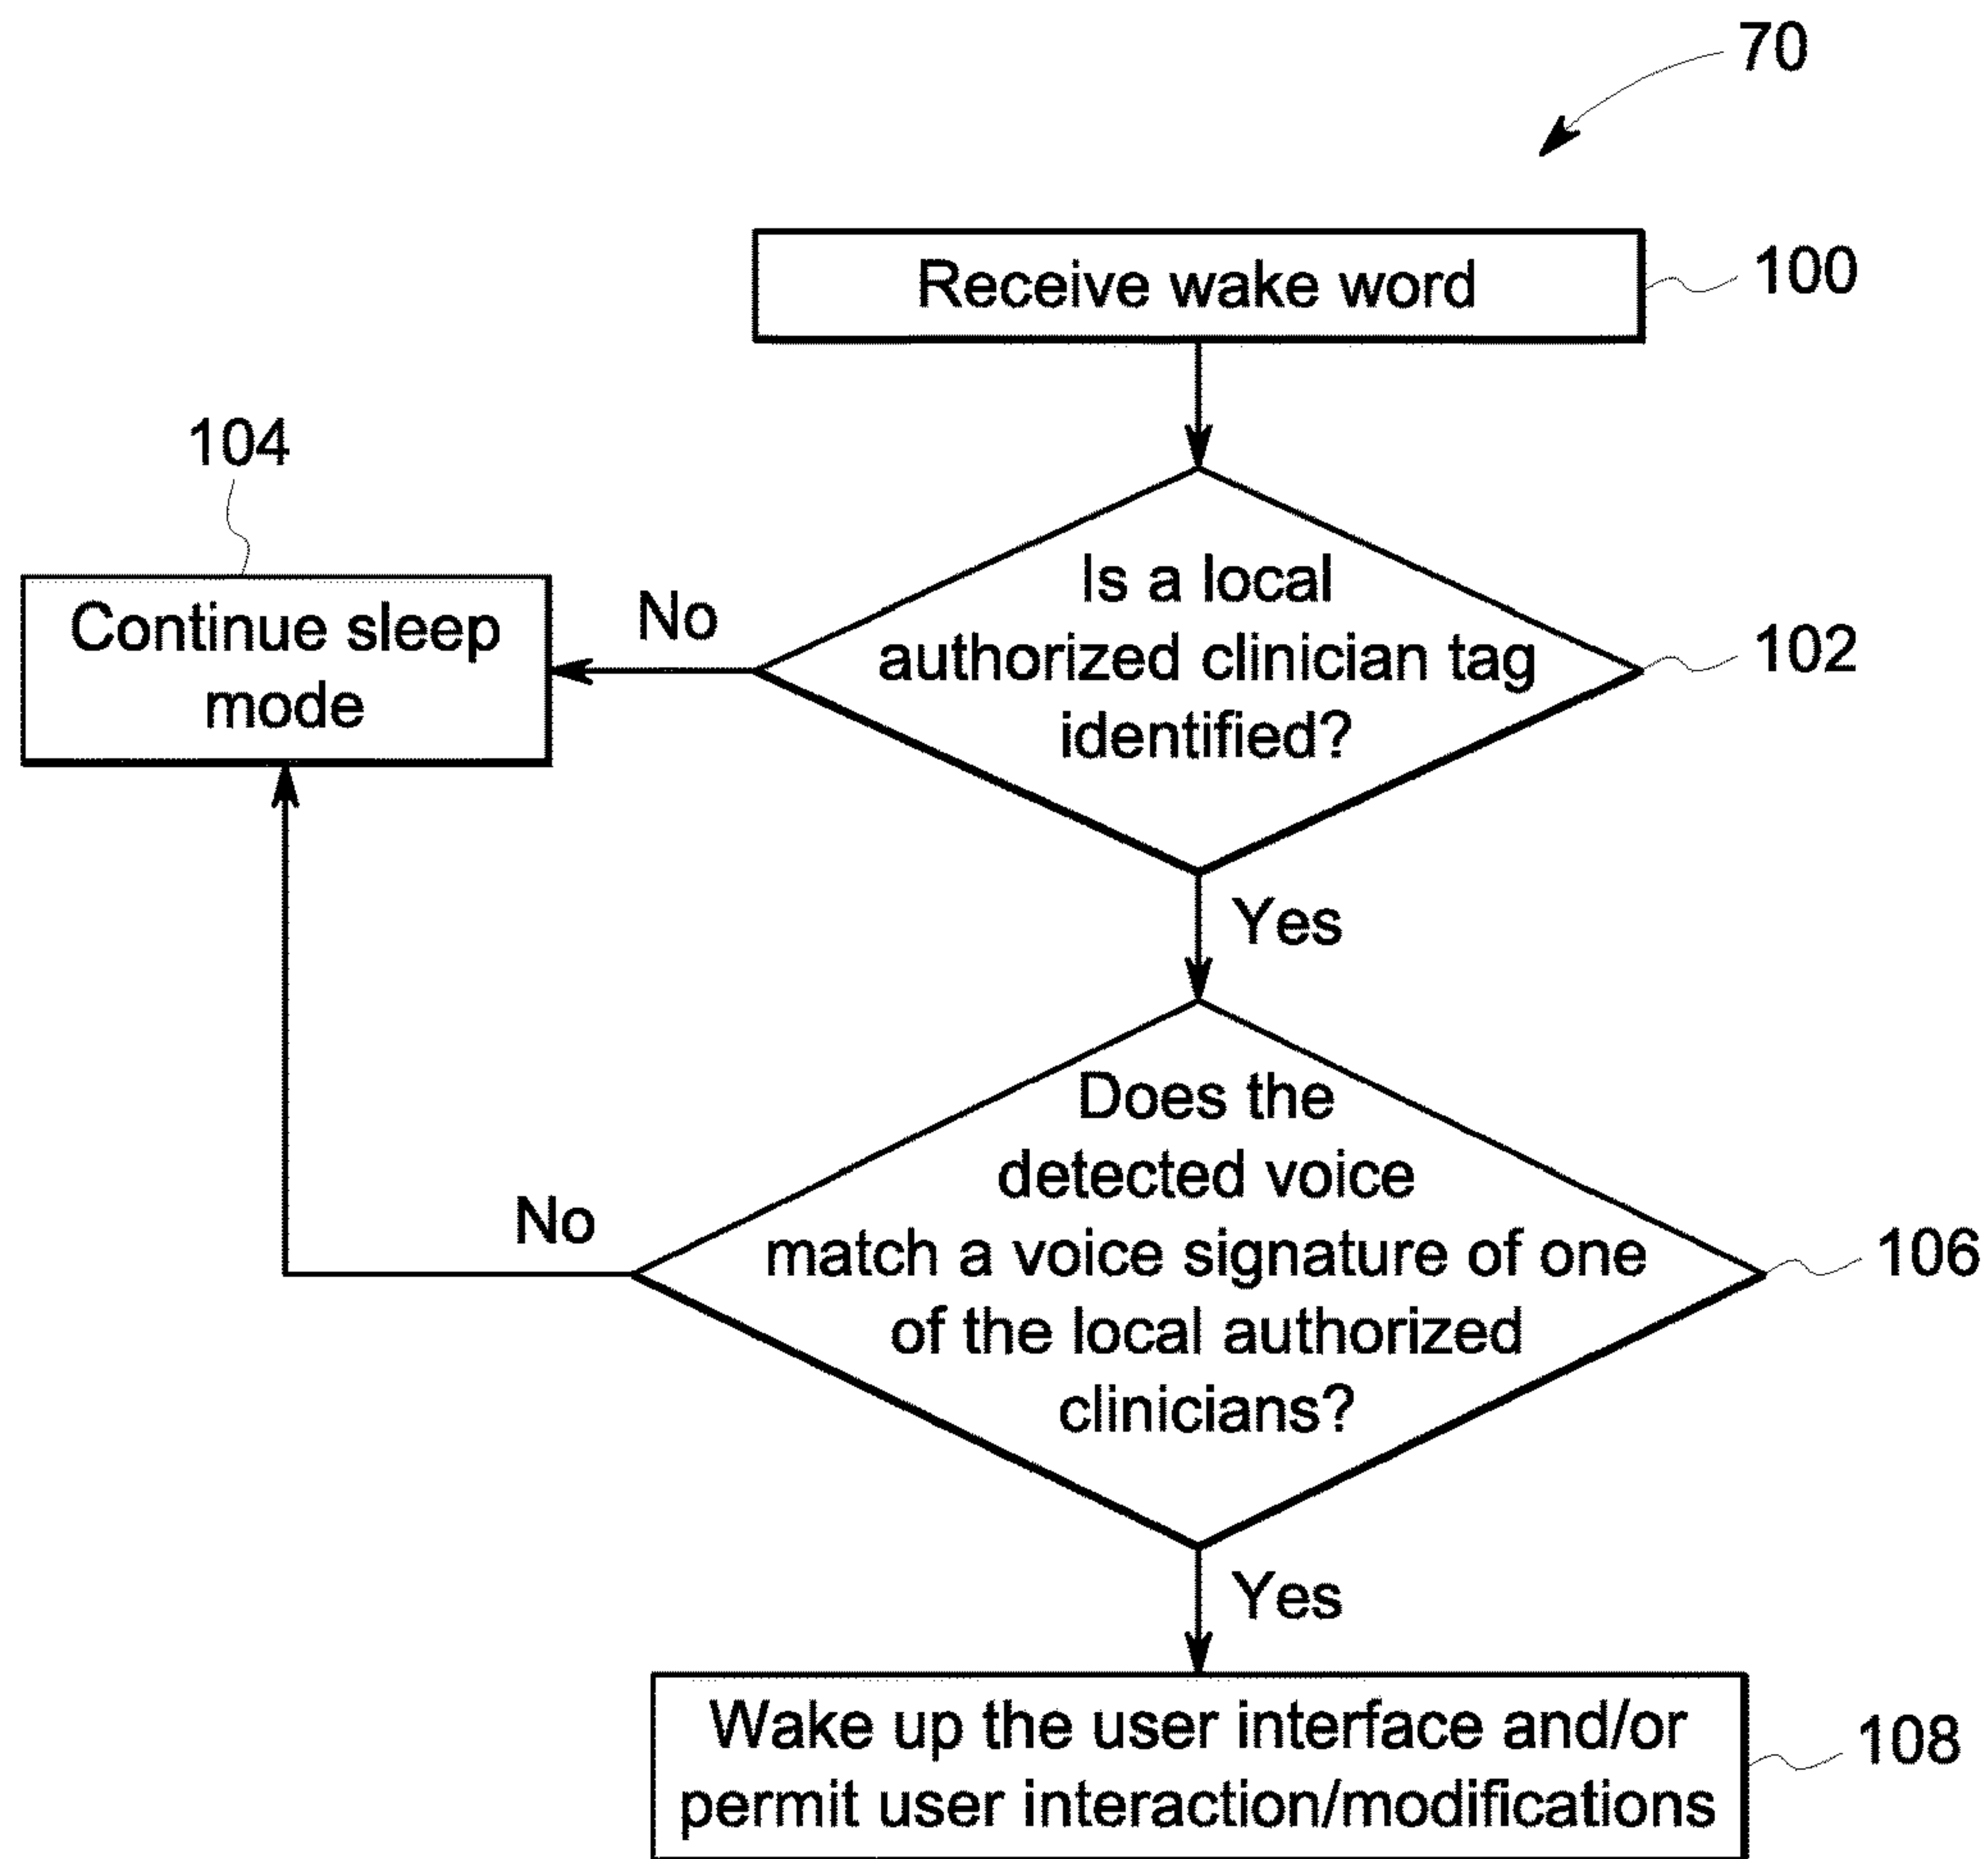 70
Receive wake word
100
104
Continue sleep
mode
No
Is a local
authorized clinician tag
identified?
102
Yes
Does the
detected voice
match a voice signature of one
of the local authorized
clinicians?
106
No
Yes
Wake up the user interface and/or
permit user interaction/modifications
108